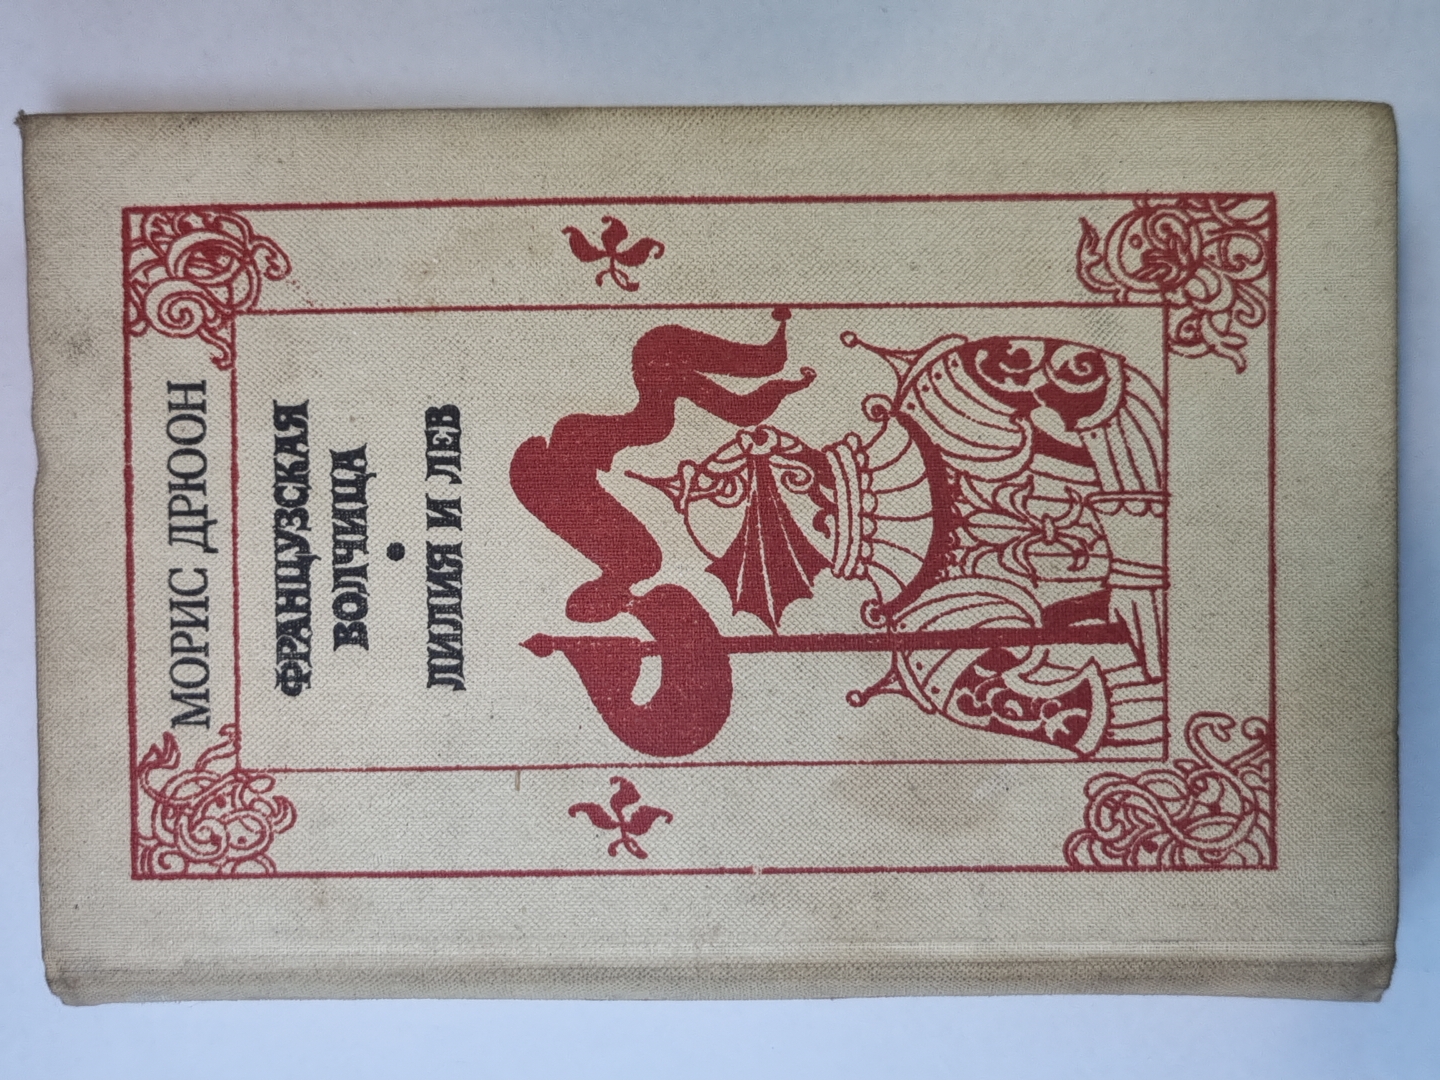 МОРИС ДРЮОН
ФРАНЦУЗСКАЯ
ВОЛЧИЦА
•
ЛИЛИЯ И ЛЕВ